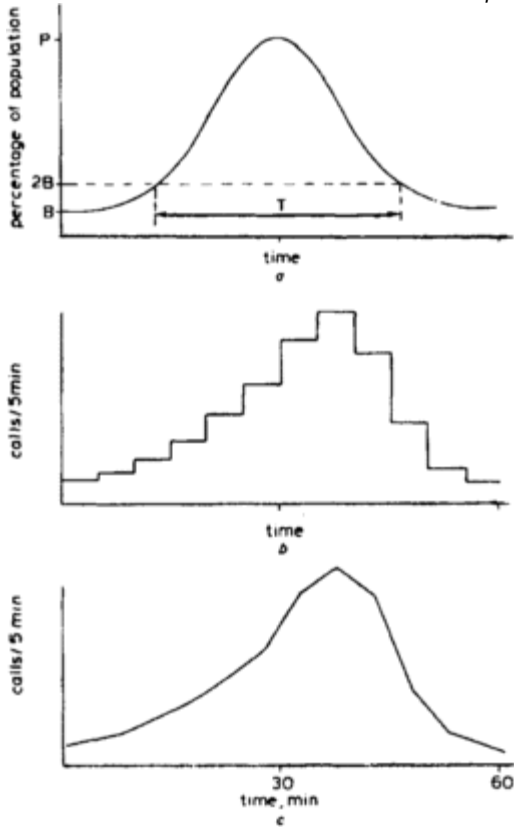 percentage of population
P
2B
B
T
time
a
calls/5min
time
b
calls/5 min
30
60
time, min
c